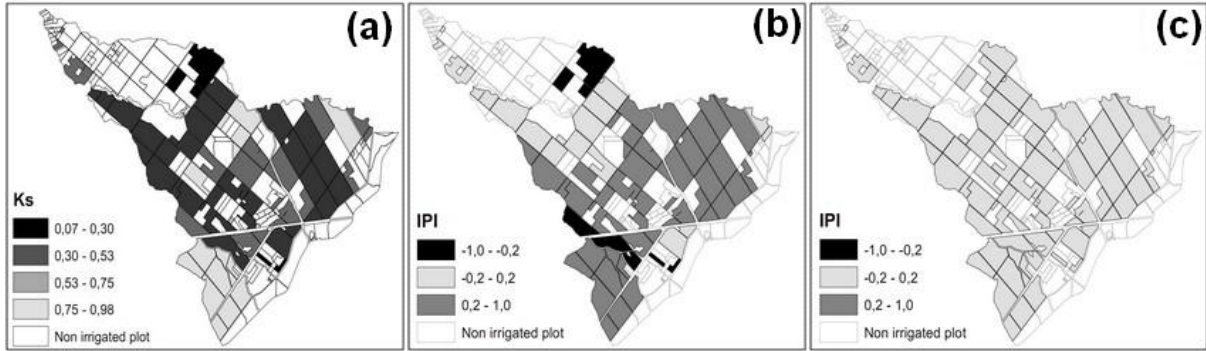 (a)
Ks
0,07 - 0,30
0,30 - 0,53
0,53 - 0,75
0,75 - 0,98
Non irrigated plot
(b)
IPI
-1,0 - -0,2
-0,2 - 0,2
0,2 - 1,0
Non irrigated plot
(c)
IPI
-1,0 - -0,2
-0,2 - 0,2
0,2 - 1,0
Non irrigated plot